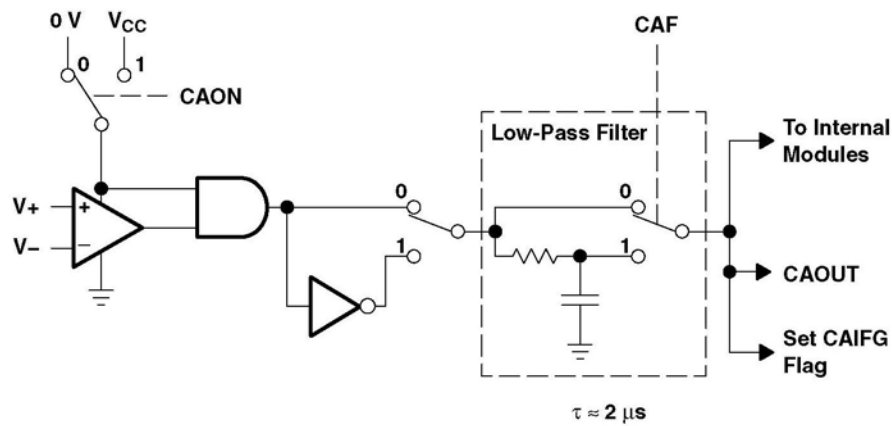 0 V VCC
CAF
0 1
CAON
Low-Pass Filter
To Internal
Modules
V+ +
V− −
0
1
0
1
CAOUT
Set CAIFG
Flag
τ ≈ 2 μs